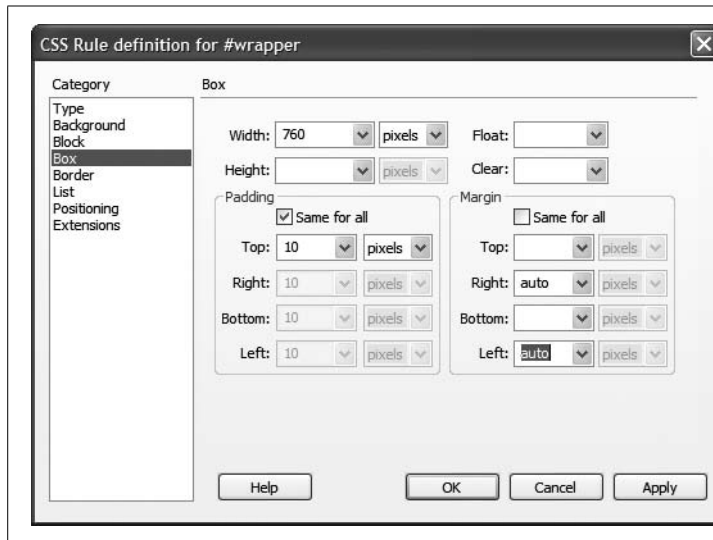 CSS Rule definition for #wrapper
Category
Type
Background
Block
Box
Border
List
Positioning
Extensions
Box
Width: 760 pixels Float:
Height: pixels Clear:
Padding
Same for all
Top: 10 pixels
Right: 10 pixels
Bottom: 10 pixels
Left: 10 pixels
Margin
Same for all
Top: pixels
Right: auto pixels
Bottom: pixels
Left: auto pixels
Help OK Cancel Apply